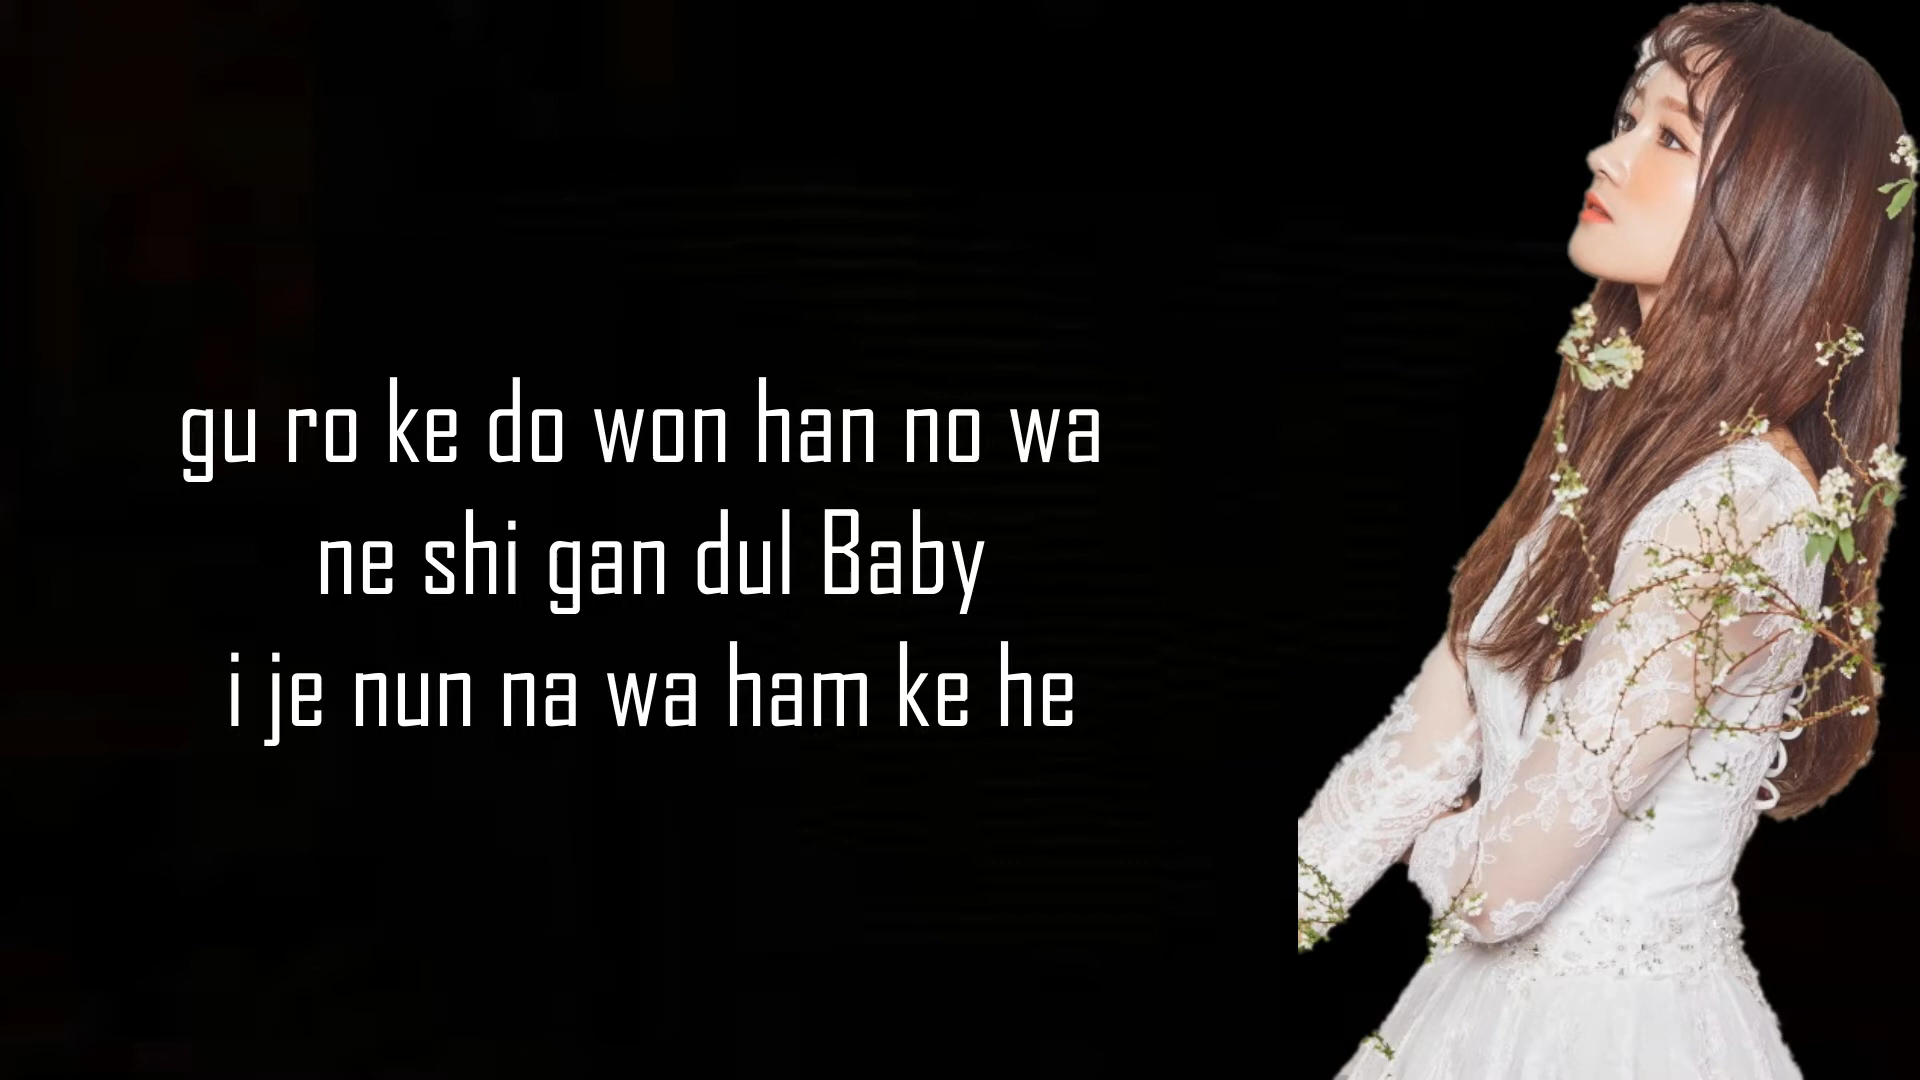 gu ro ke do won han no wa
ne shi gan dul Baby
i je nun na wa ham ke he